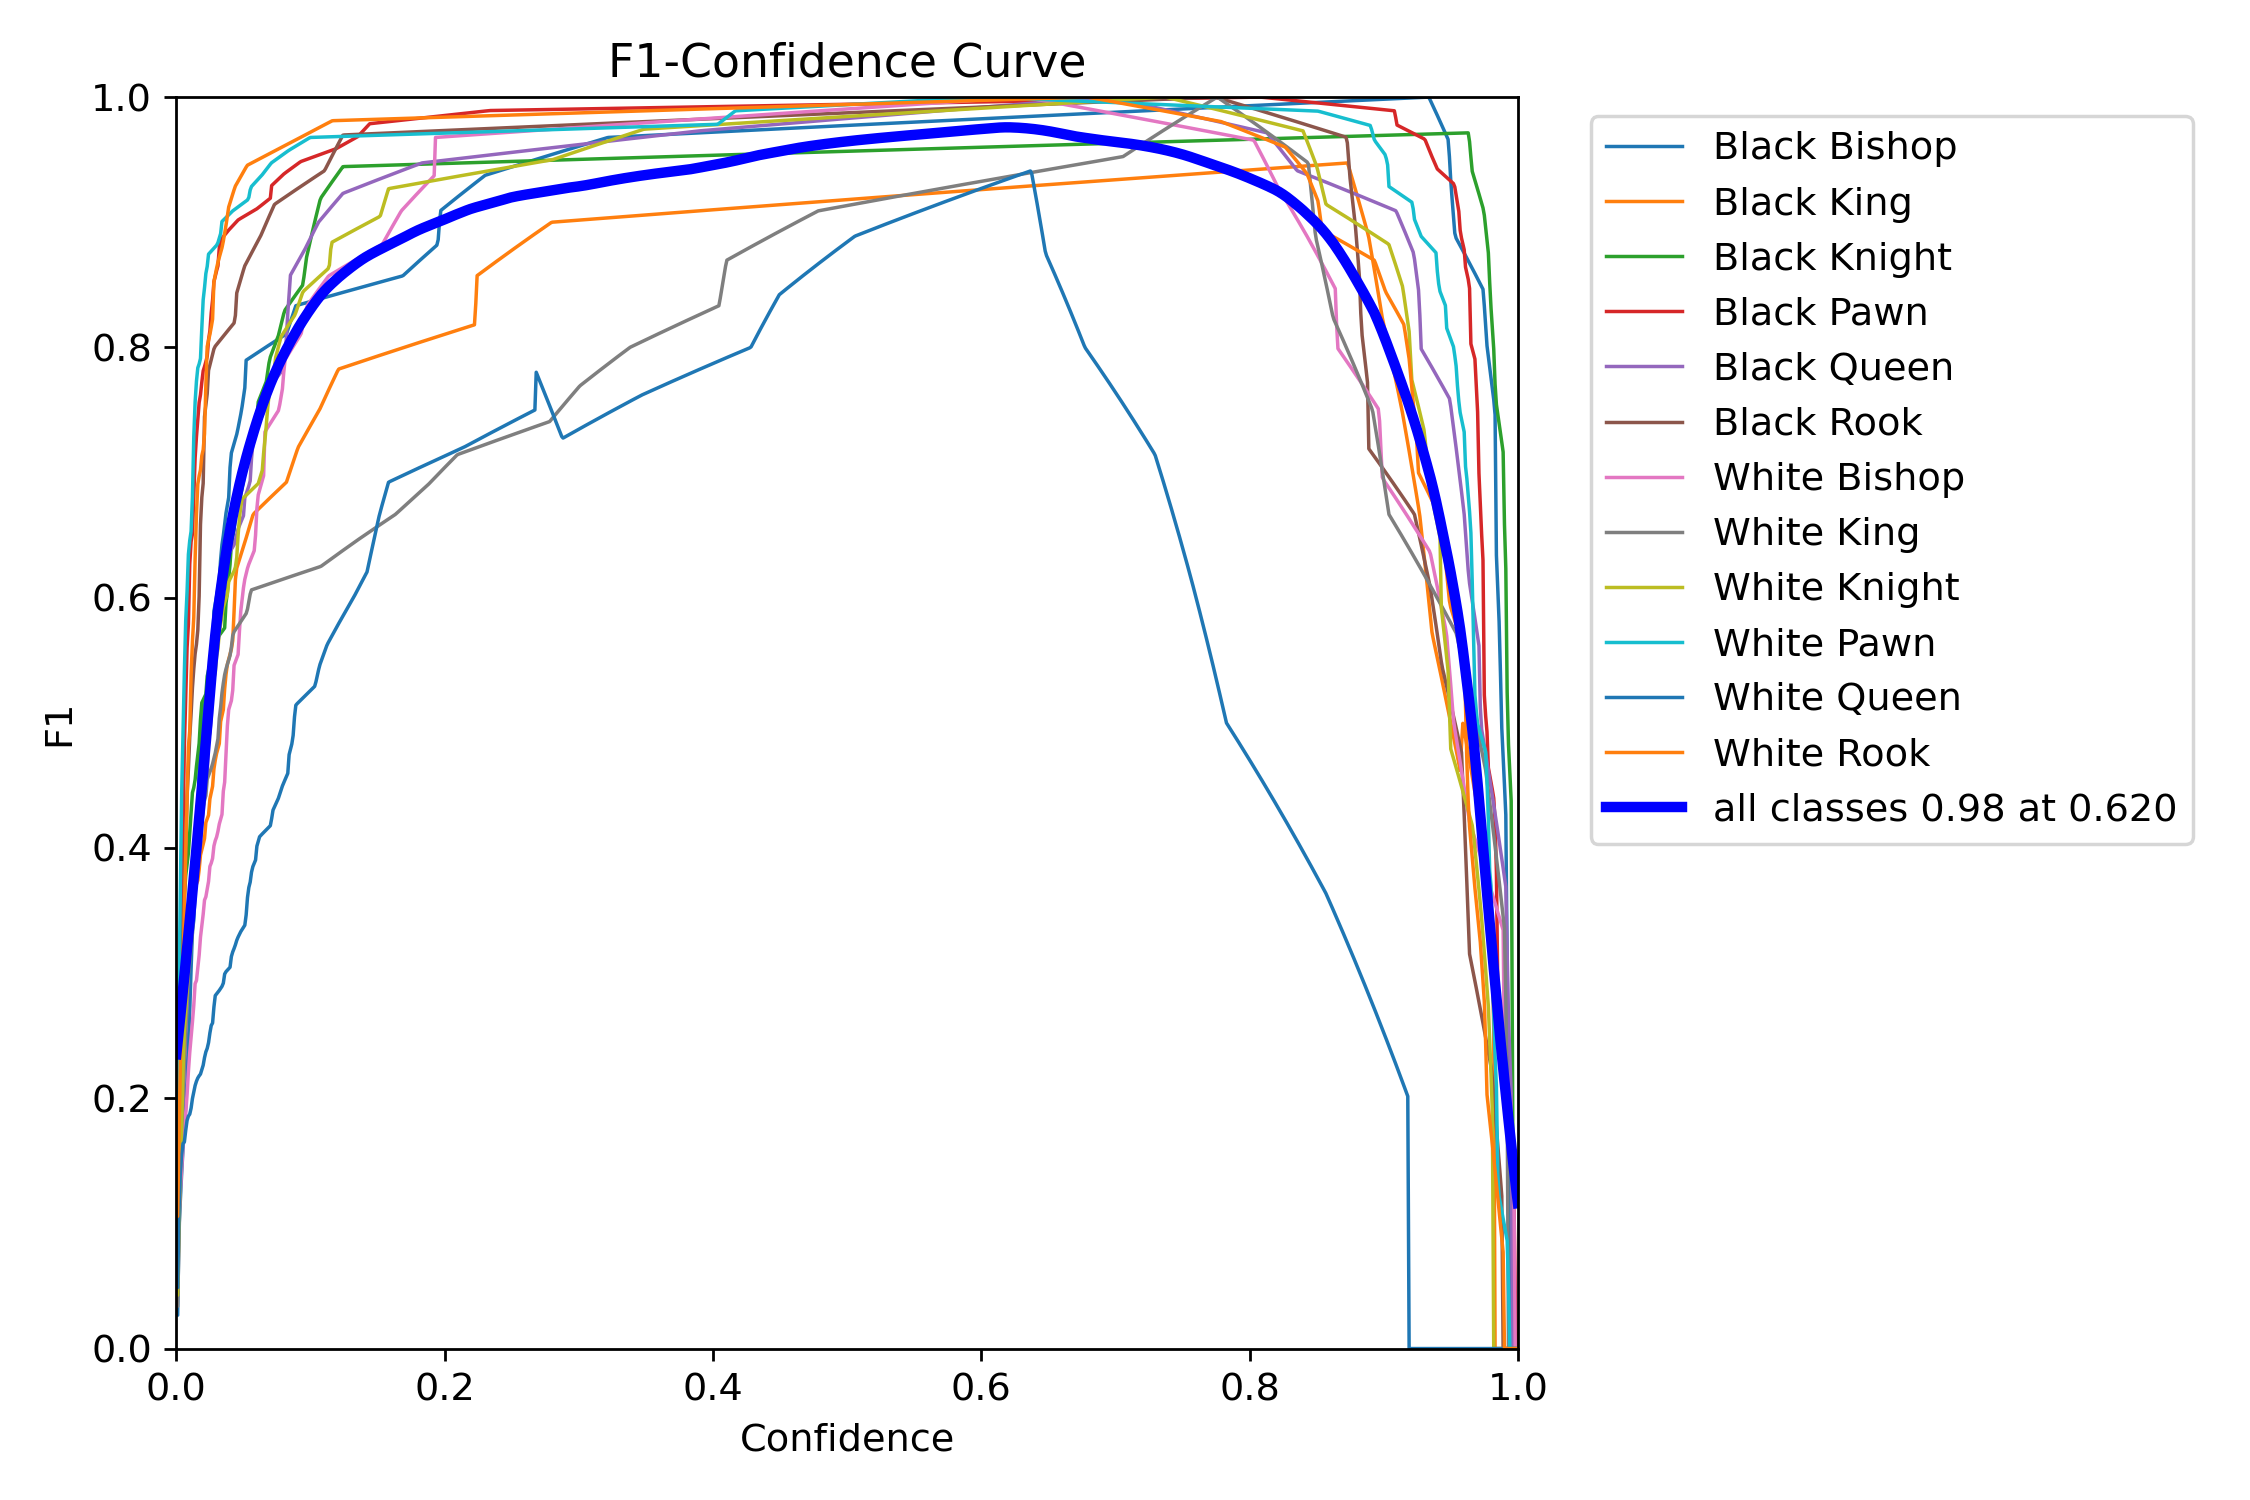 F1-Confidence Curve
1.0
0.8
0.6
0.4
0.2
0.0
F1
0.0 0.2 0.4 0.6 0.8 1.0
Confidence
Black Bishop
Black King
Black Knight
Black Pawn
Black Queen
Black Rook
White Bishop
White King
White Knight
White Pawn
White Queen
White Rook
all classes 0.98 at 0.620